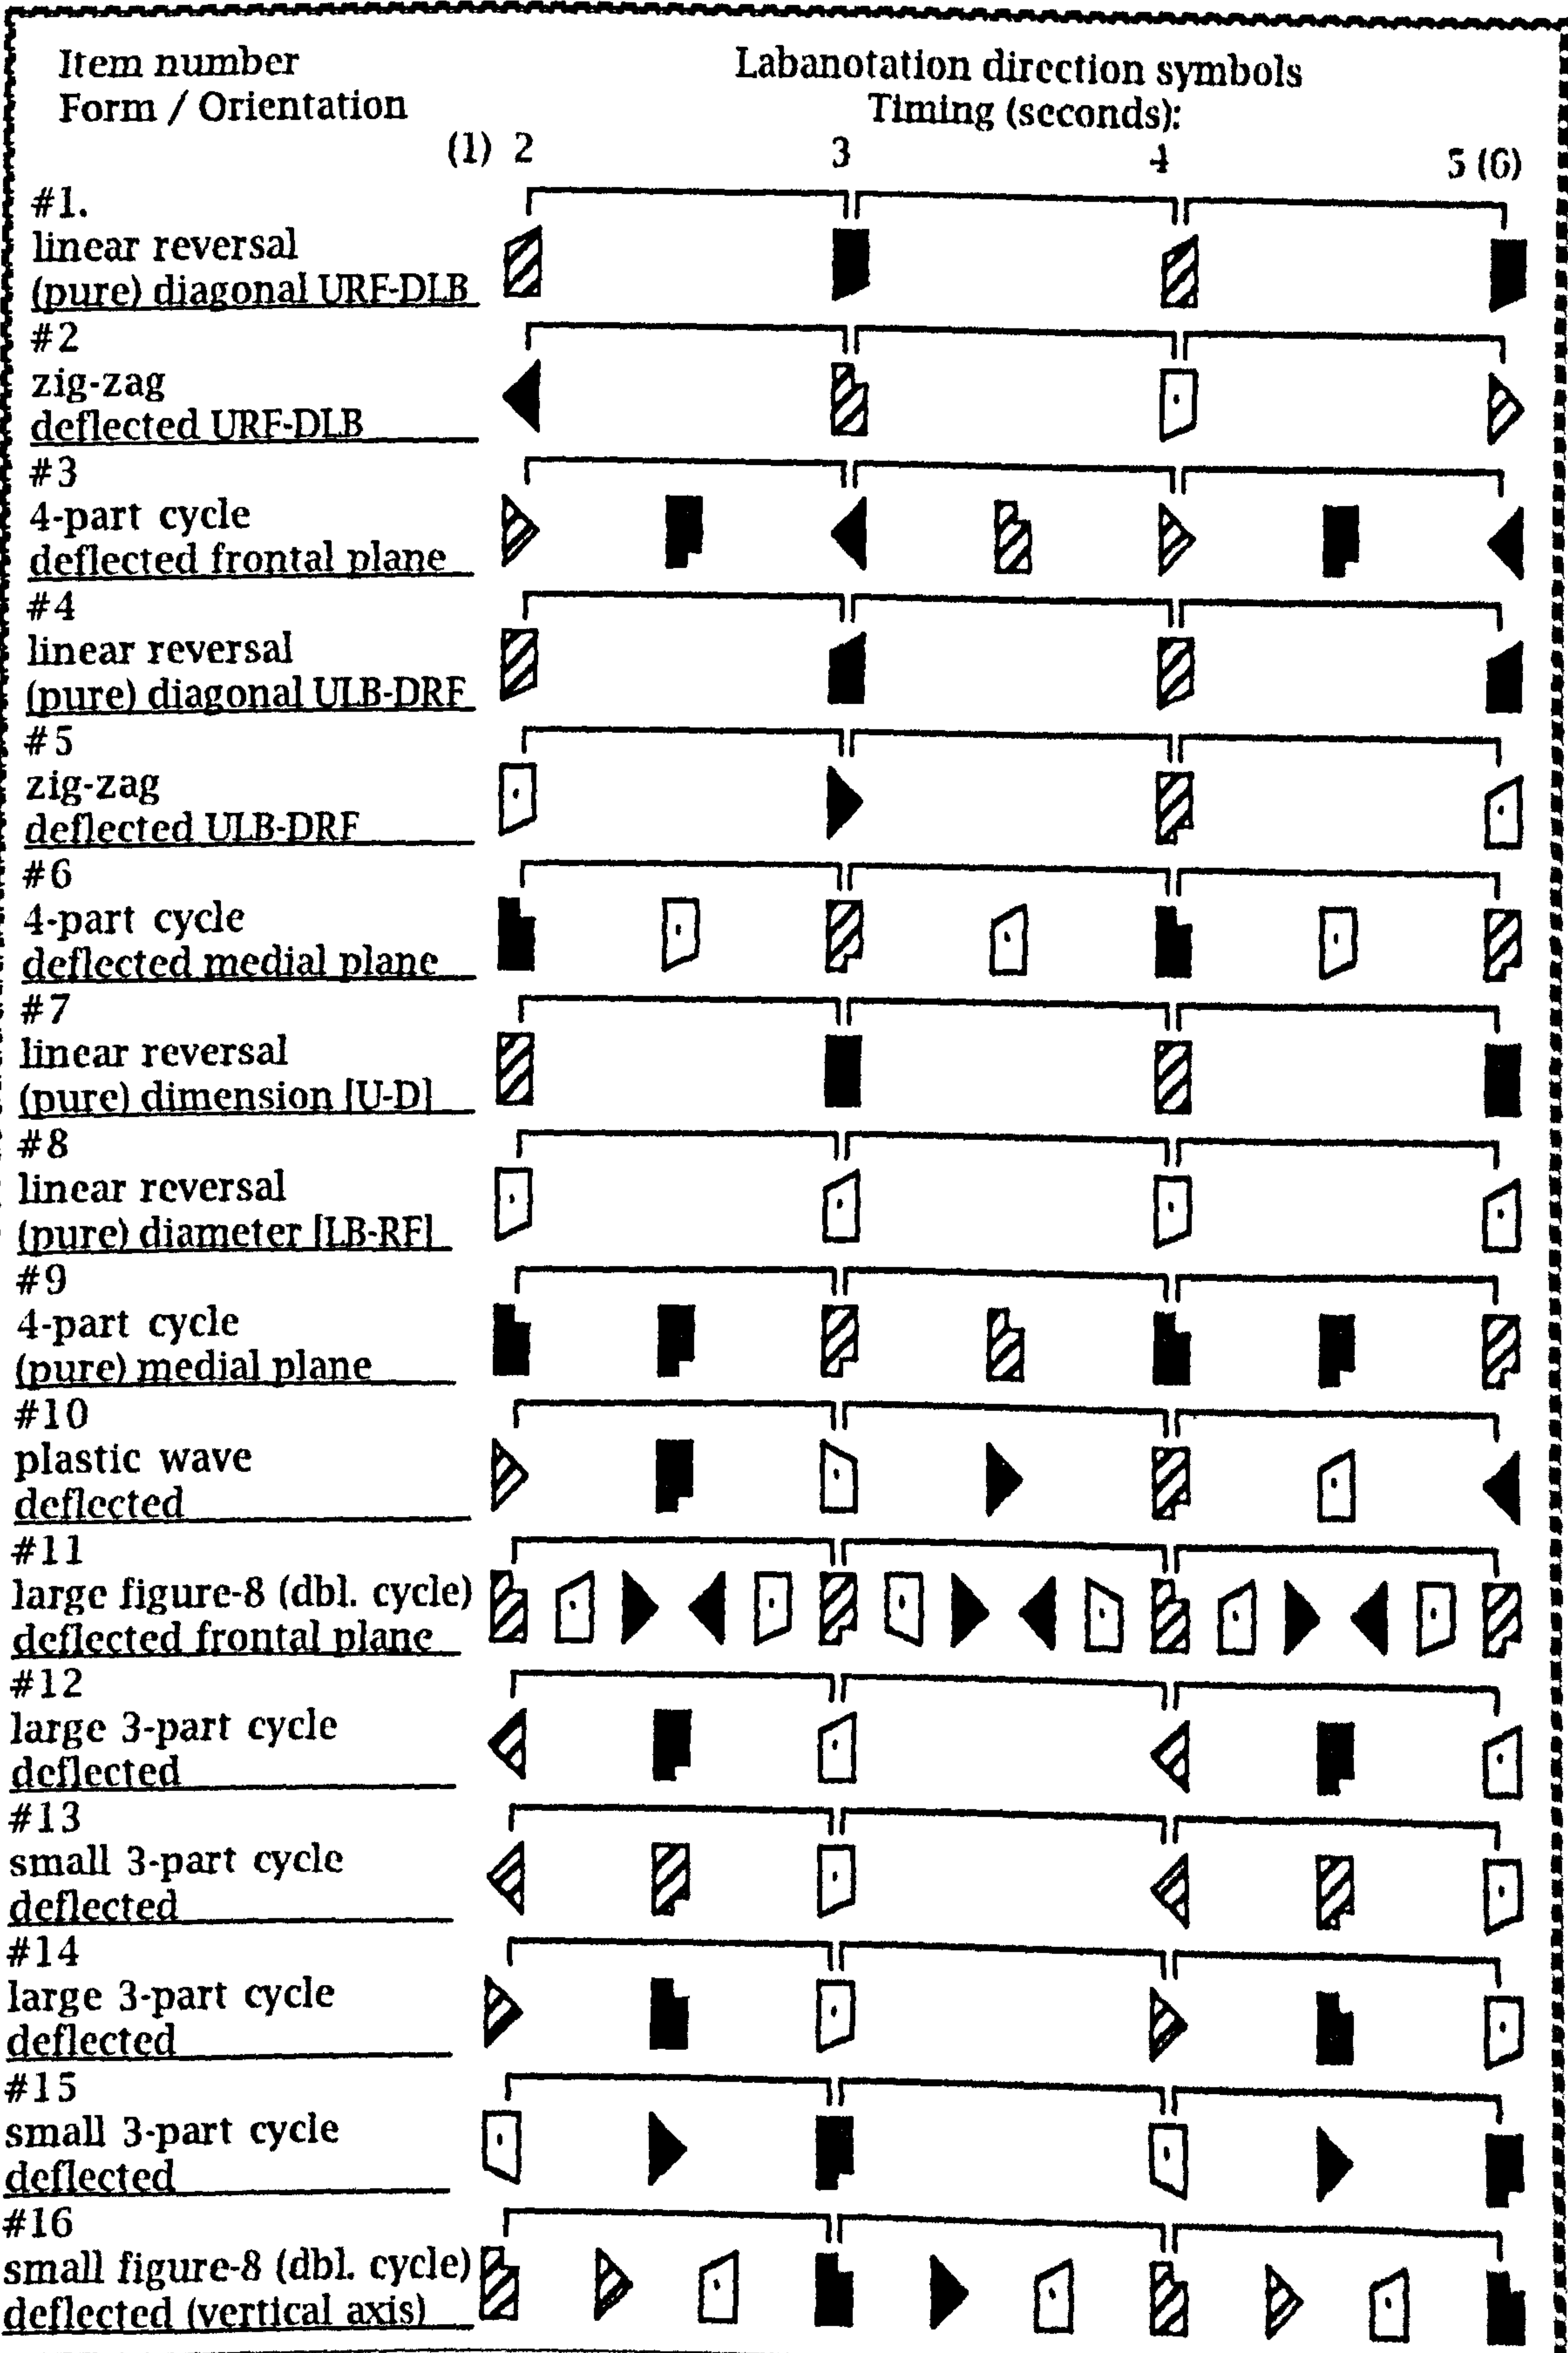 Item number
Labanotation direction symbols
Form / Orientation
Timing (seconds):
(1) 2 3 4 5 (6)
#1.
linear reversal
(pure) diagonal URF-DLB
#2
zig-zag
deflected URF-DLB
#3
4-part cycle
deflected frontal plane
#4
linear reversal
(pure) diagonal ULB-DRF
#5
zig-zag
deflected ULB-DRF
#6
4-part cycle
deflected medial plane
#7
linear reversal
(pure) dimension [U-D]
#8
linear reversal
(pure) diameter [LB-RF]
#9
4-part cycle
(pure) medial plane
#10
plastic wave
deflected
#11
large figure-8 (dbl. cycle)
deflected frontal plane
#12
large 3-part cycle
deflected
#13
small 3-part cycle
deflected
#14
large 3-part cycle
deflected
#15
small 3-part cycle
deflected
#16
small figure-8 (dbl. cycle)
deflected (vertical axis)